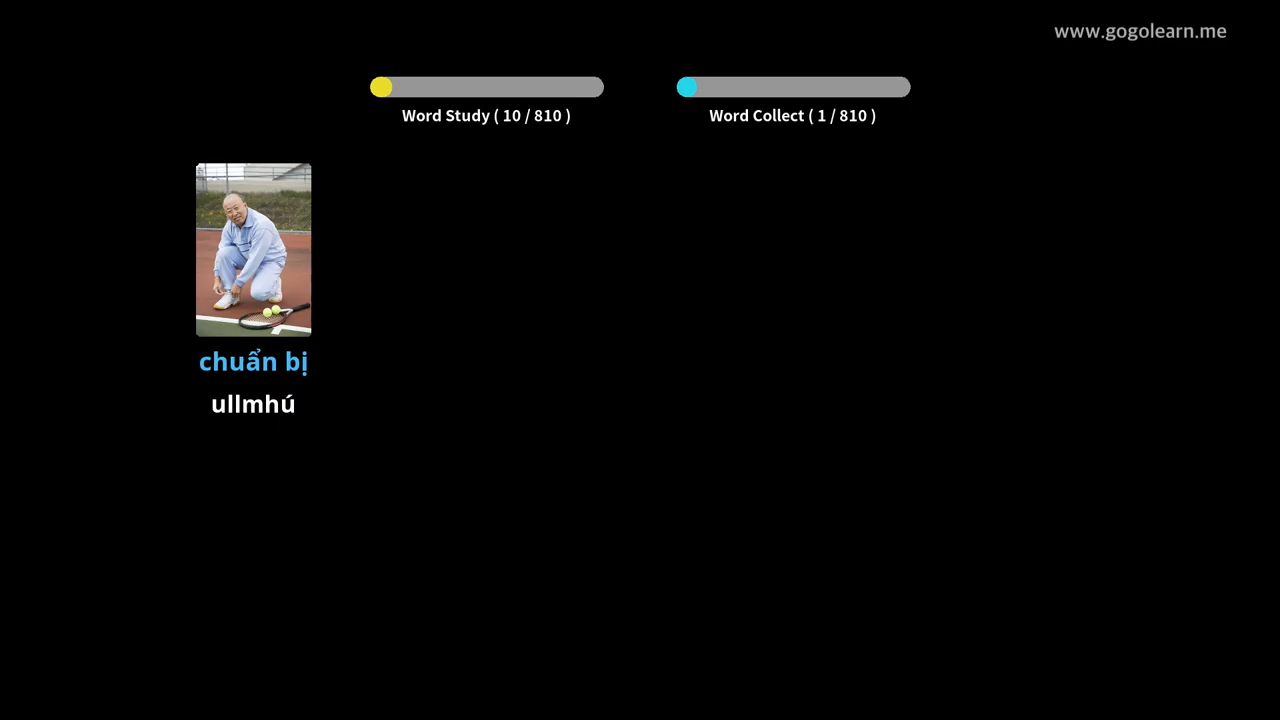 www.gogolearn.me
Word Study ( 10 / 810 )
Word Collect ( 1 / 810 )
chuẩn bị
ullmhú